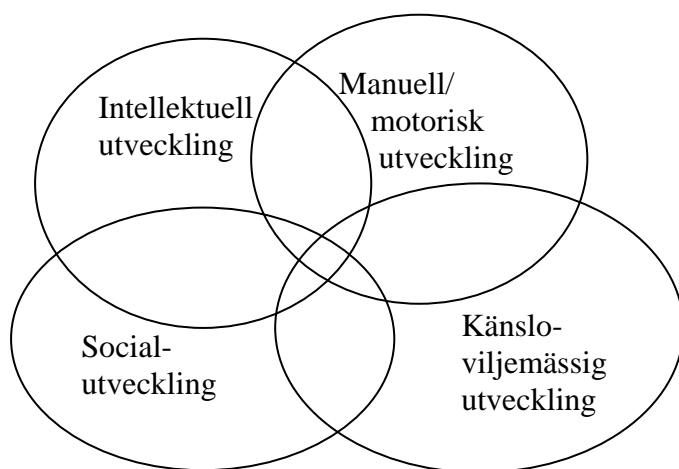 Intellektuell
utveckling
Manuell/
motorisk
utveckling
Social-
utveckling
Känslo-
viljemässig
utveckling